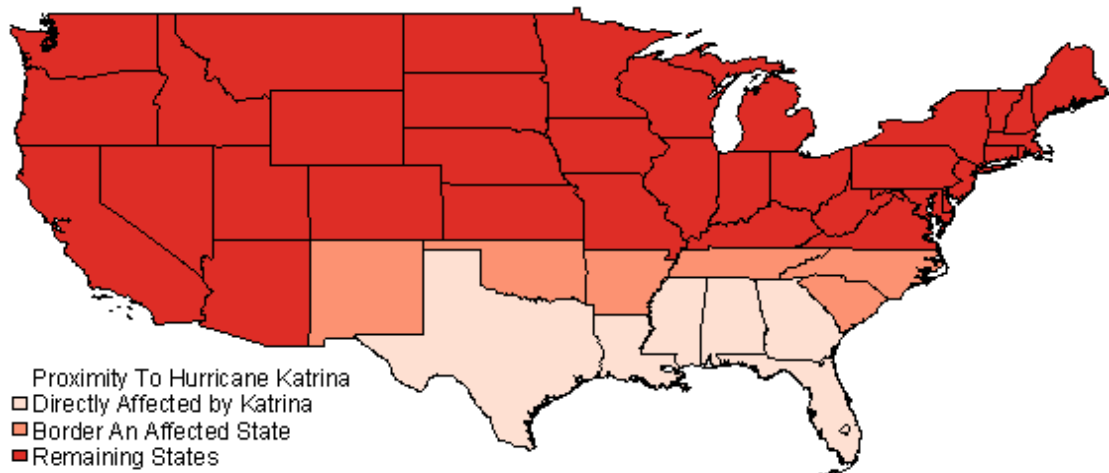 Proximity To Hurricane Katrina
Directly Affected by Katrina
Border An Affected State
Remaining States